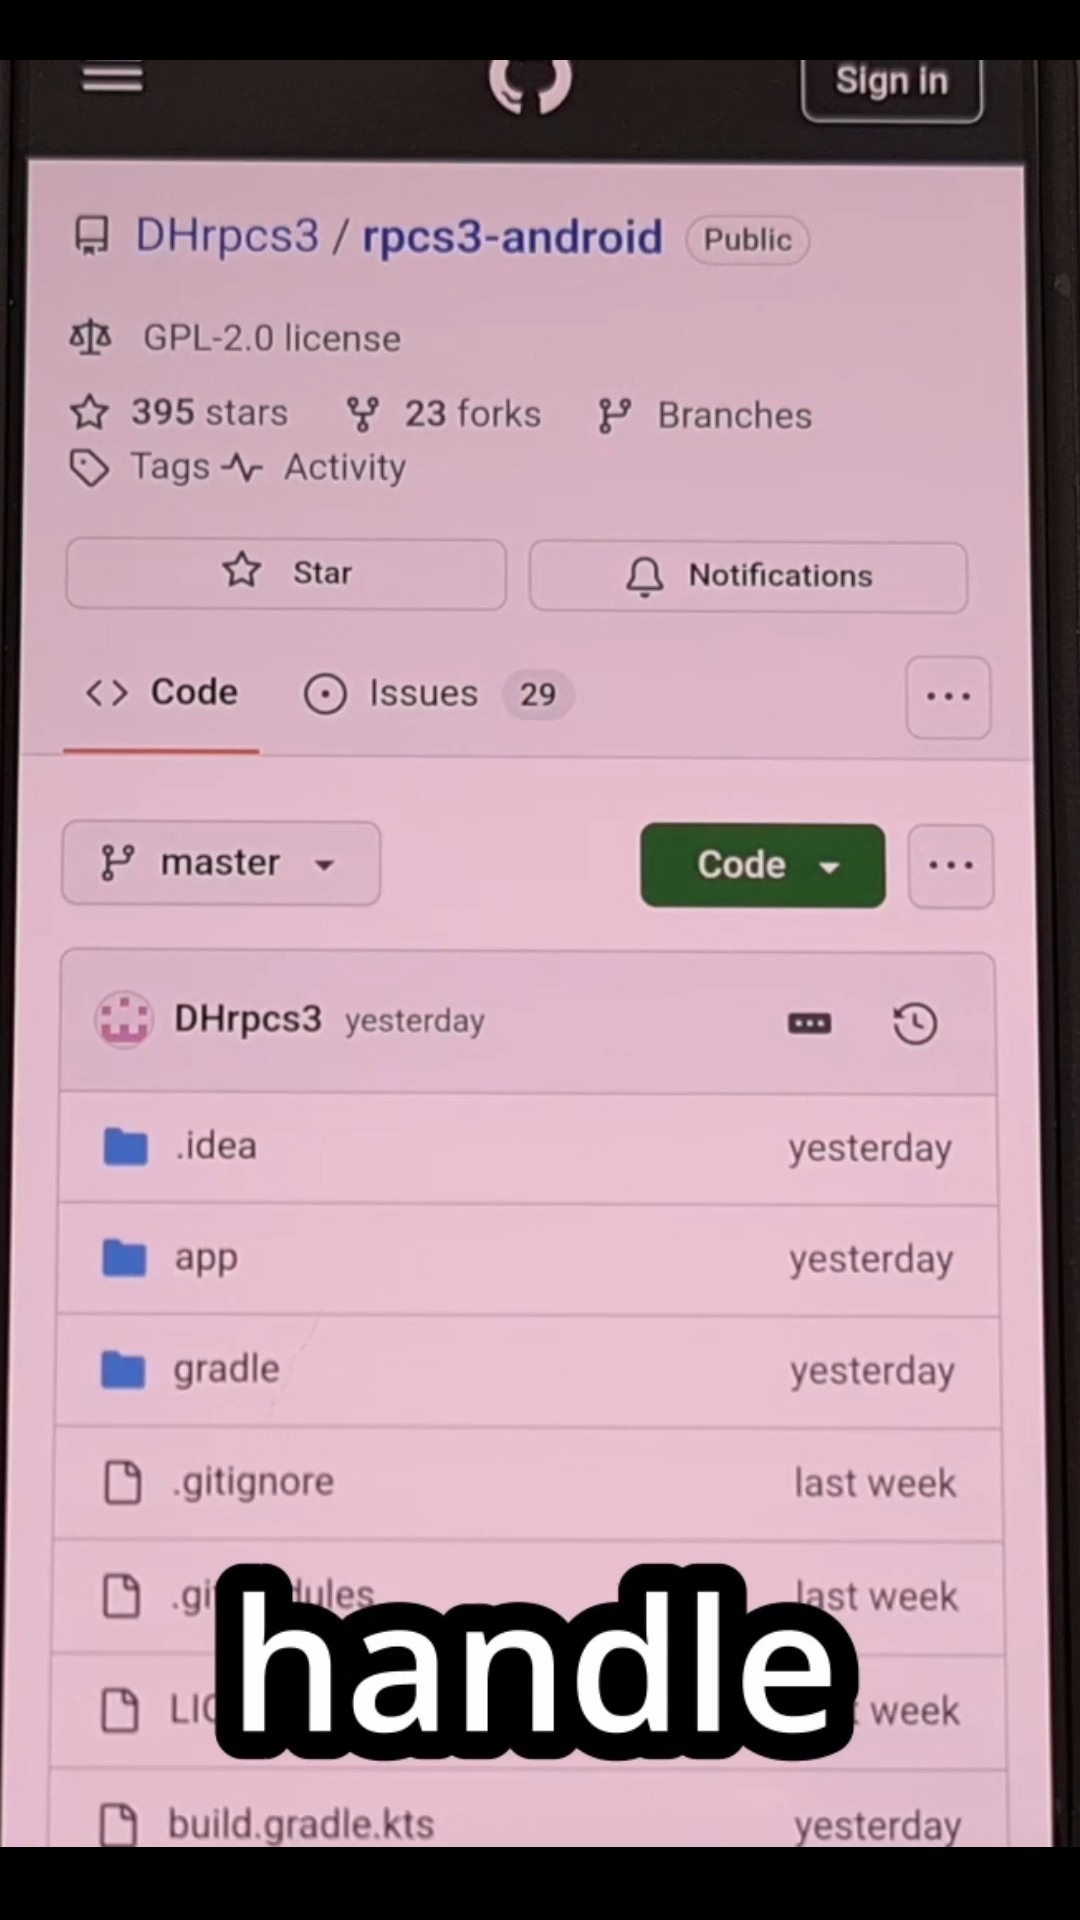 Sign in
DHrpcs3 / rpcs3-android Public
GPL-2.0 license
395 stars 23 forks Branches
Tags Activity
Star Notifications
Code Issues 29
master Code
DHrpcs3 yesterday
.idea yesterday
app yesterday
gradle yesterday
.gitignore last week
last week
handle
week
build.gradle.kts yesterday